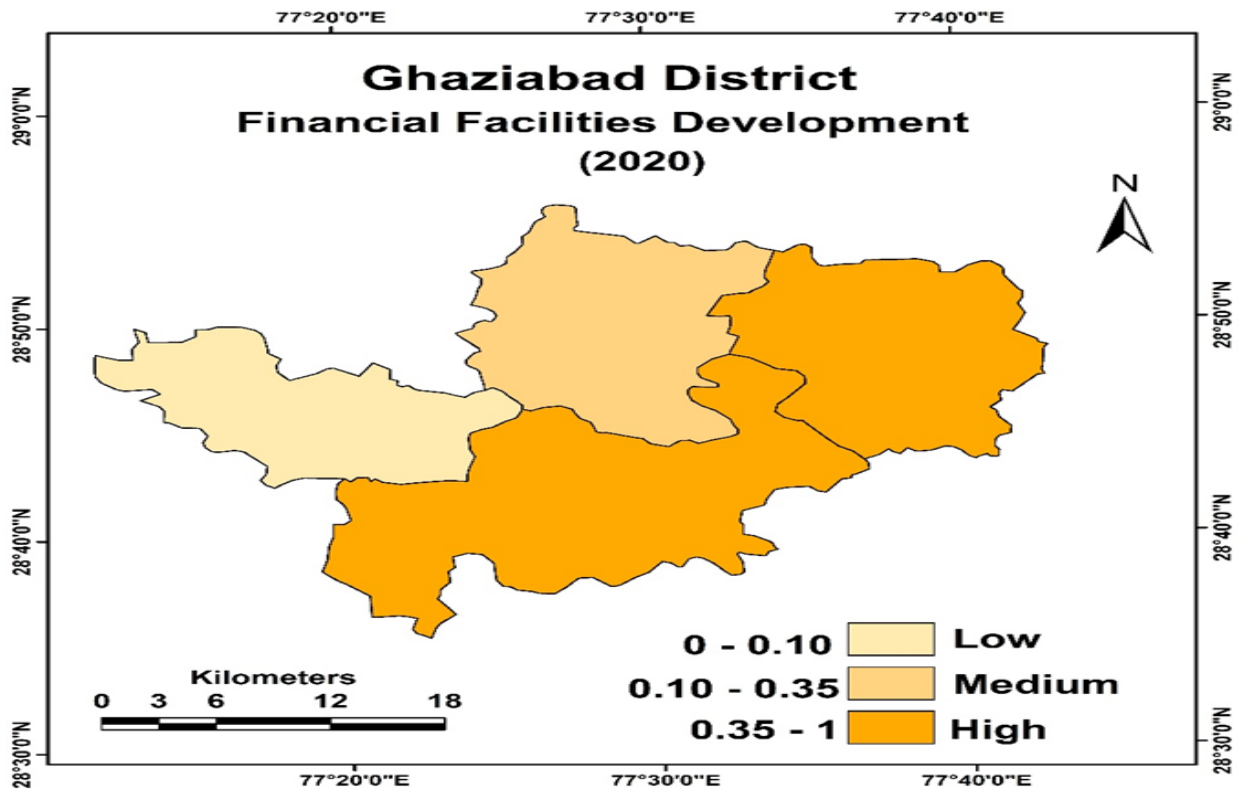 77°20'0"E 77°30'0"E 77°40'0"E
Ghaziabad District
Financial Facilities Development
(2020)
N
29°0'0"N 29°0'0"N
28°50'0"N 28°50'0"N
28°40'0"N 28°40'0"N
28°30'0"N 28°30'0"N
0 - 0.10 Low
0.10 - 0.35 Medium
0.35 - 1 High
Kilometers
0 3 6 12 18
77°20'0"E 77°30'0"E 77°40'0"E